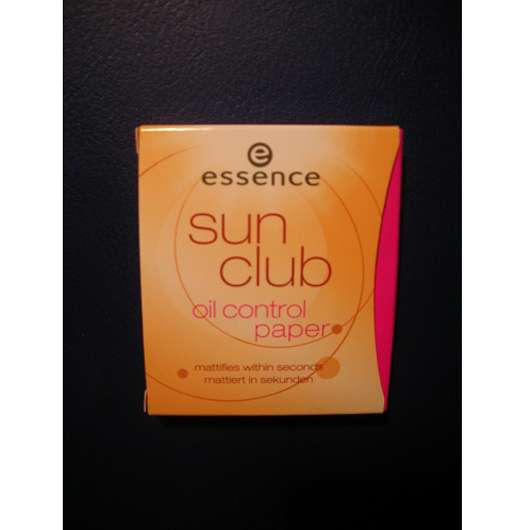 essence
sun
club
oil control
paper
mattifies within seconds
mattiert in sekunden